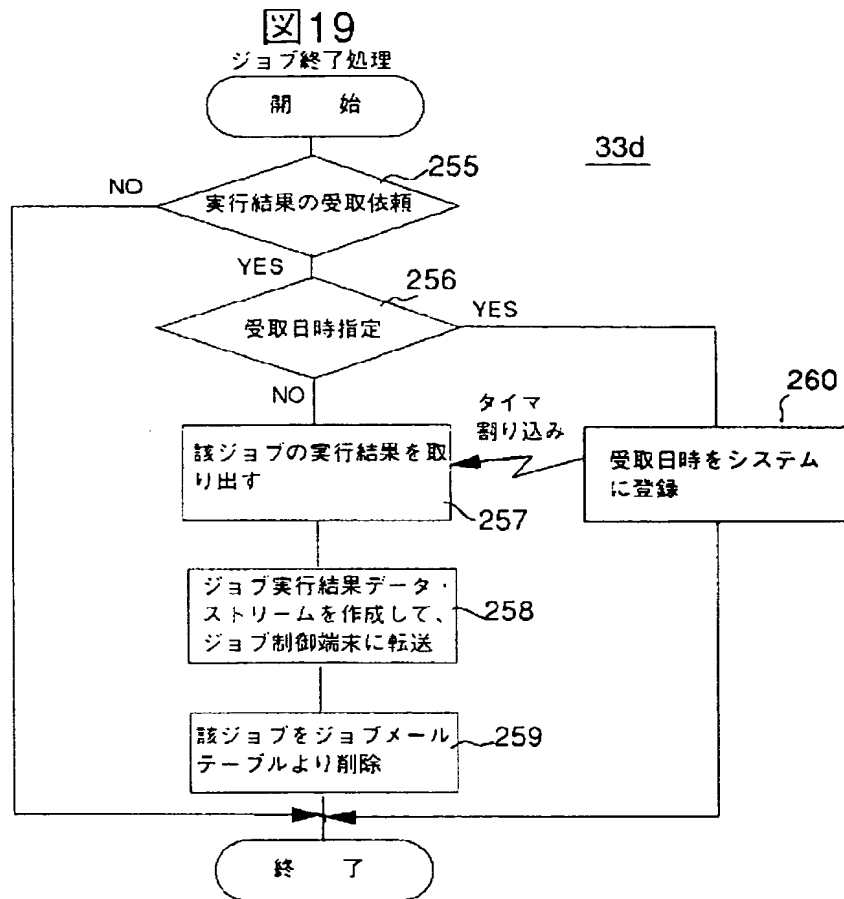 図19
ジョブ終了処理
開 始
33d
255
NO
実行結果の受取依頼
YES
256
受取日時指定
YES
NO
260
タイマ
割り込み
該ジョブの実行結果を取
り出す
257
受取日時をシステム
に登録
ジョブ実行結果データ・
ストリームを作成して、
ジョブ制御端末に転送
258
該ジョブをジョブメール
テーブルより削除
259
終 了